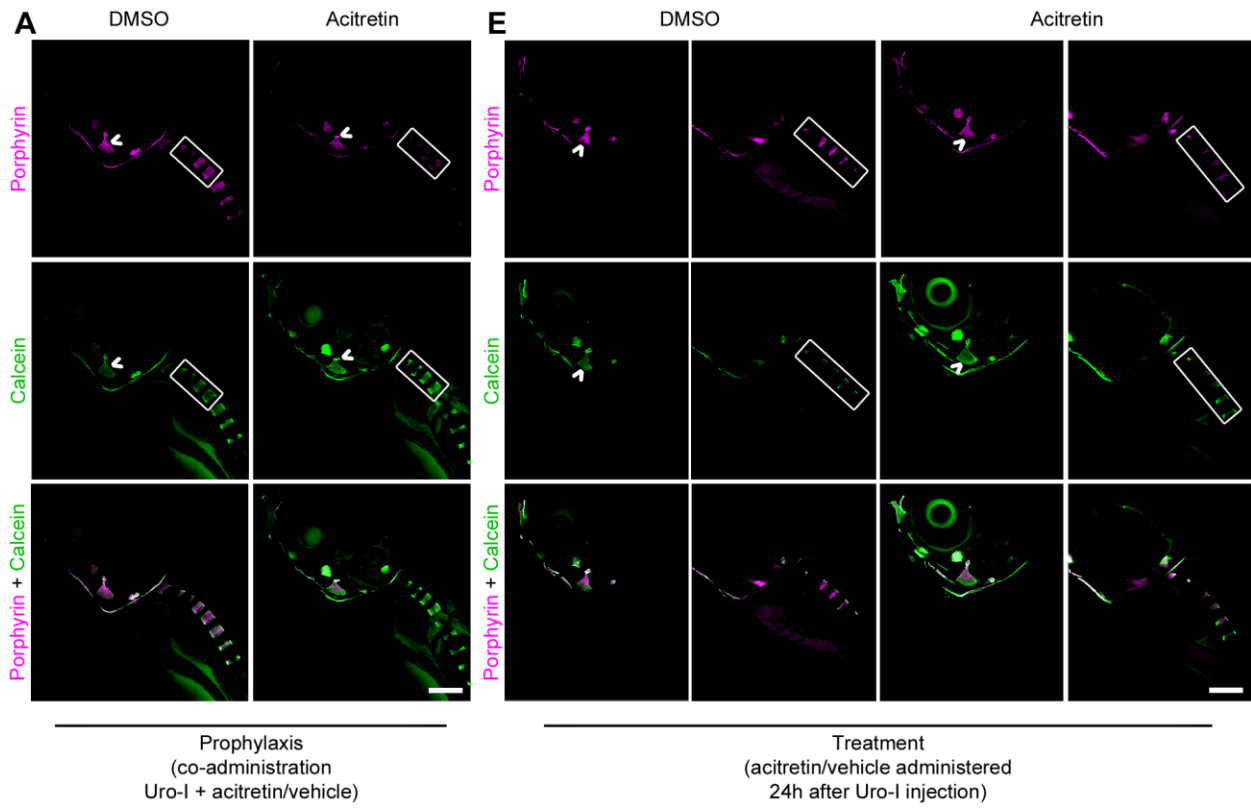 A
DMSO
Acitretin
E
DMSO
Acitretin
Porphyrin
Calcein
Porphyrin + Calcein
Porphyrin
Calcein
Porphyrin + Calcein
Prophylaxis
(co-administration
Uro-I + acitretin/vehicle)
Treatment
(acitretin/vehicle administered
24h after Uro-I injection)